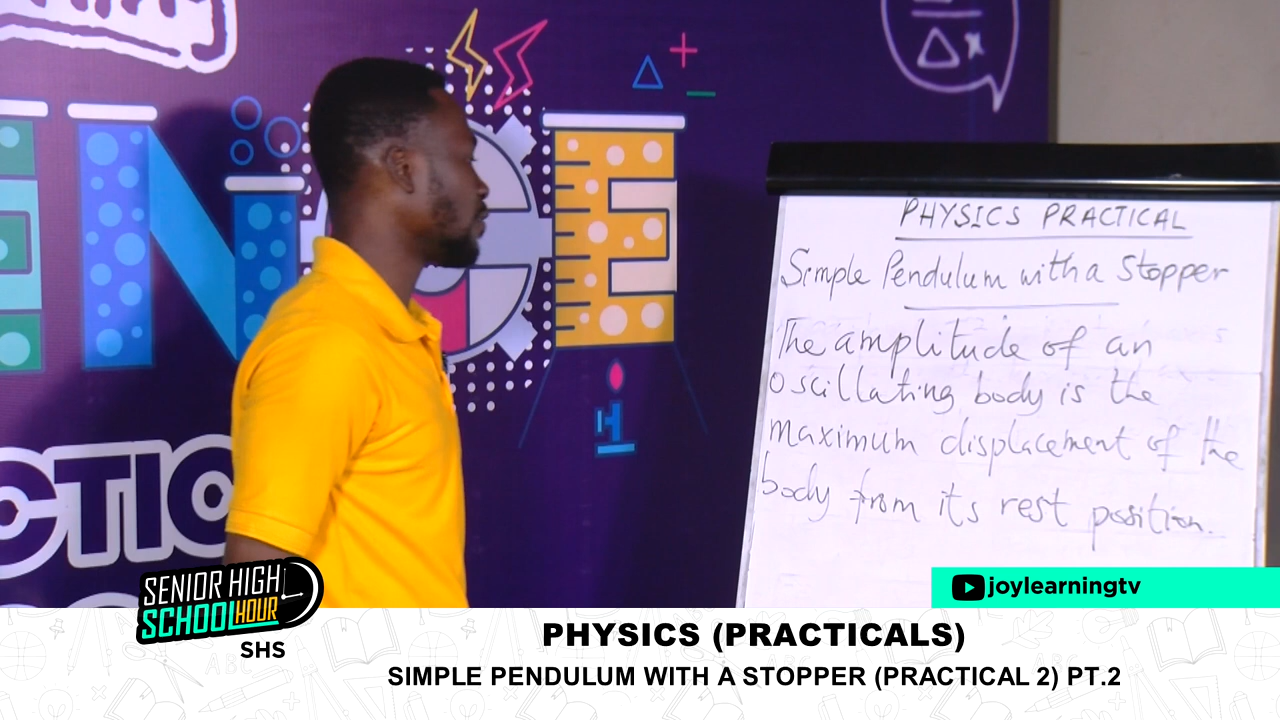 ENCE
CTIO
PHYSICS PRACTICAL
Simple Pendulum with a Stopper
The amplitude of an
oscillating body is the
maximum displacement of the
body from its rest position.
joylearningtv
SENIOR HIGH
SCHOOL HOUR
SHS
PHYSICS (PRACTICALS)
SIMPLE PENDULUM WITH A STOPPER (PRACTICAL 2) PT.2